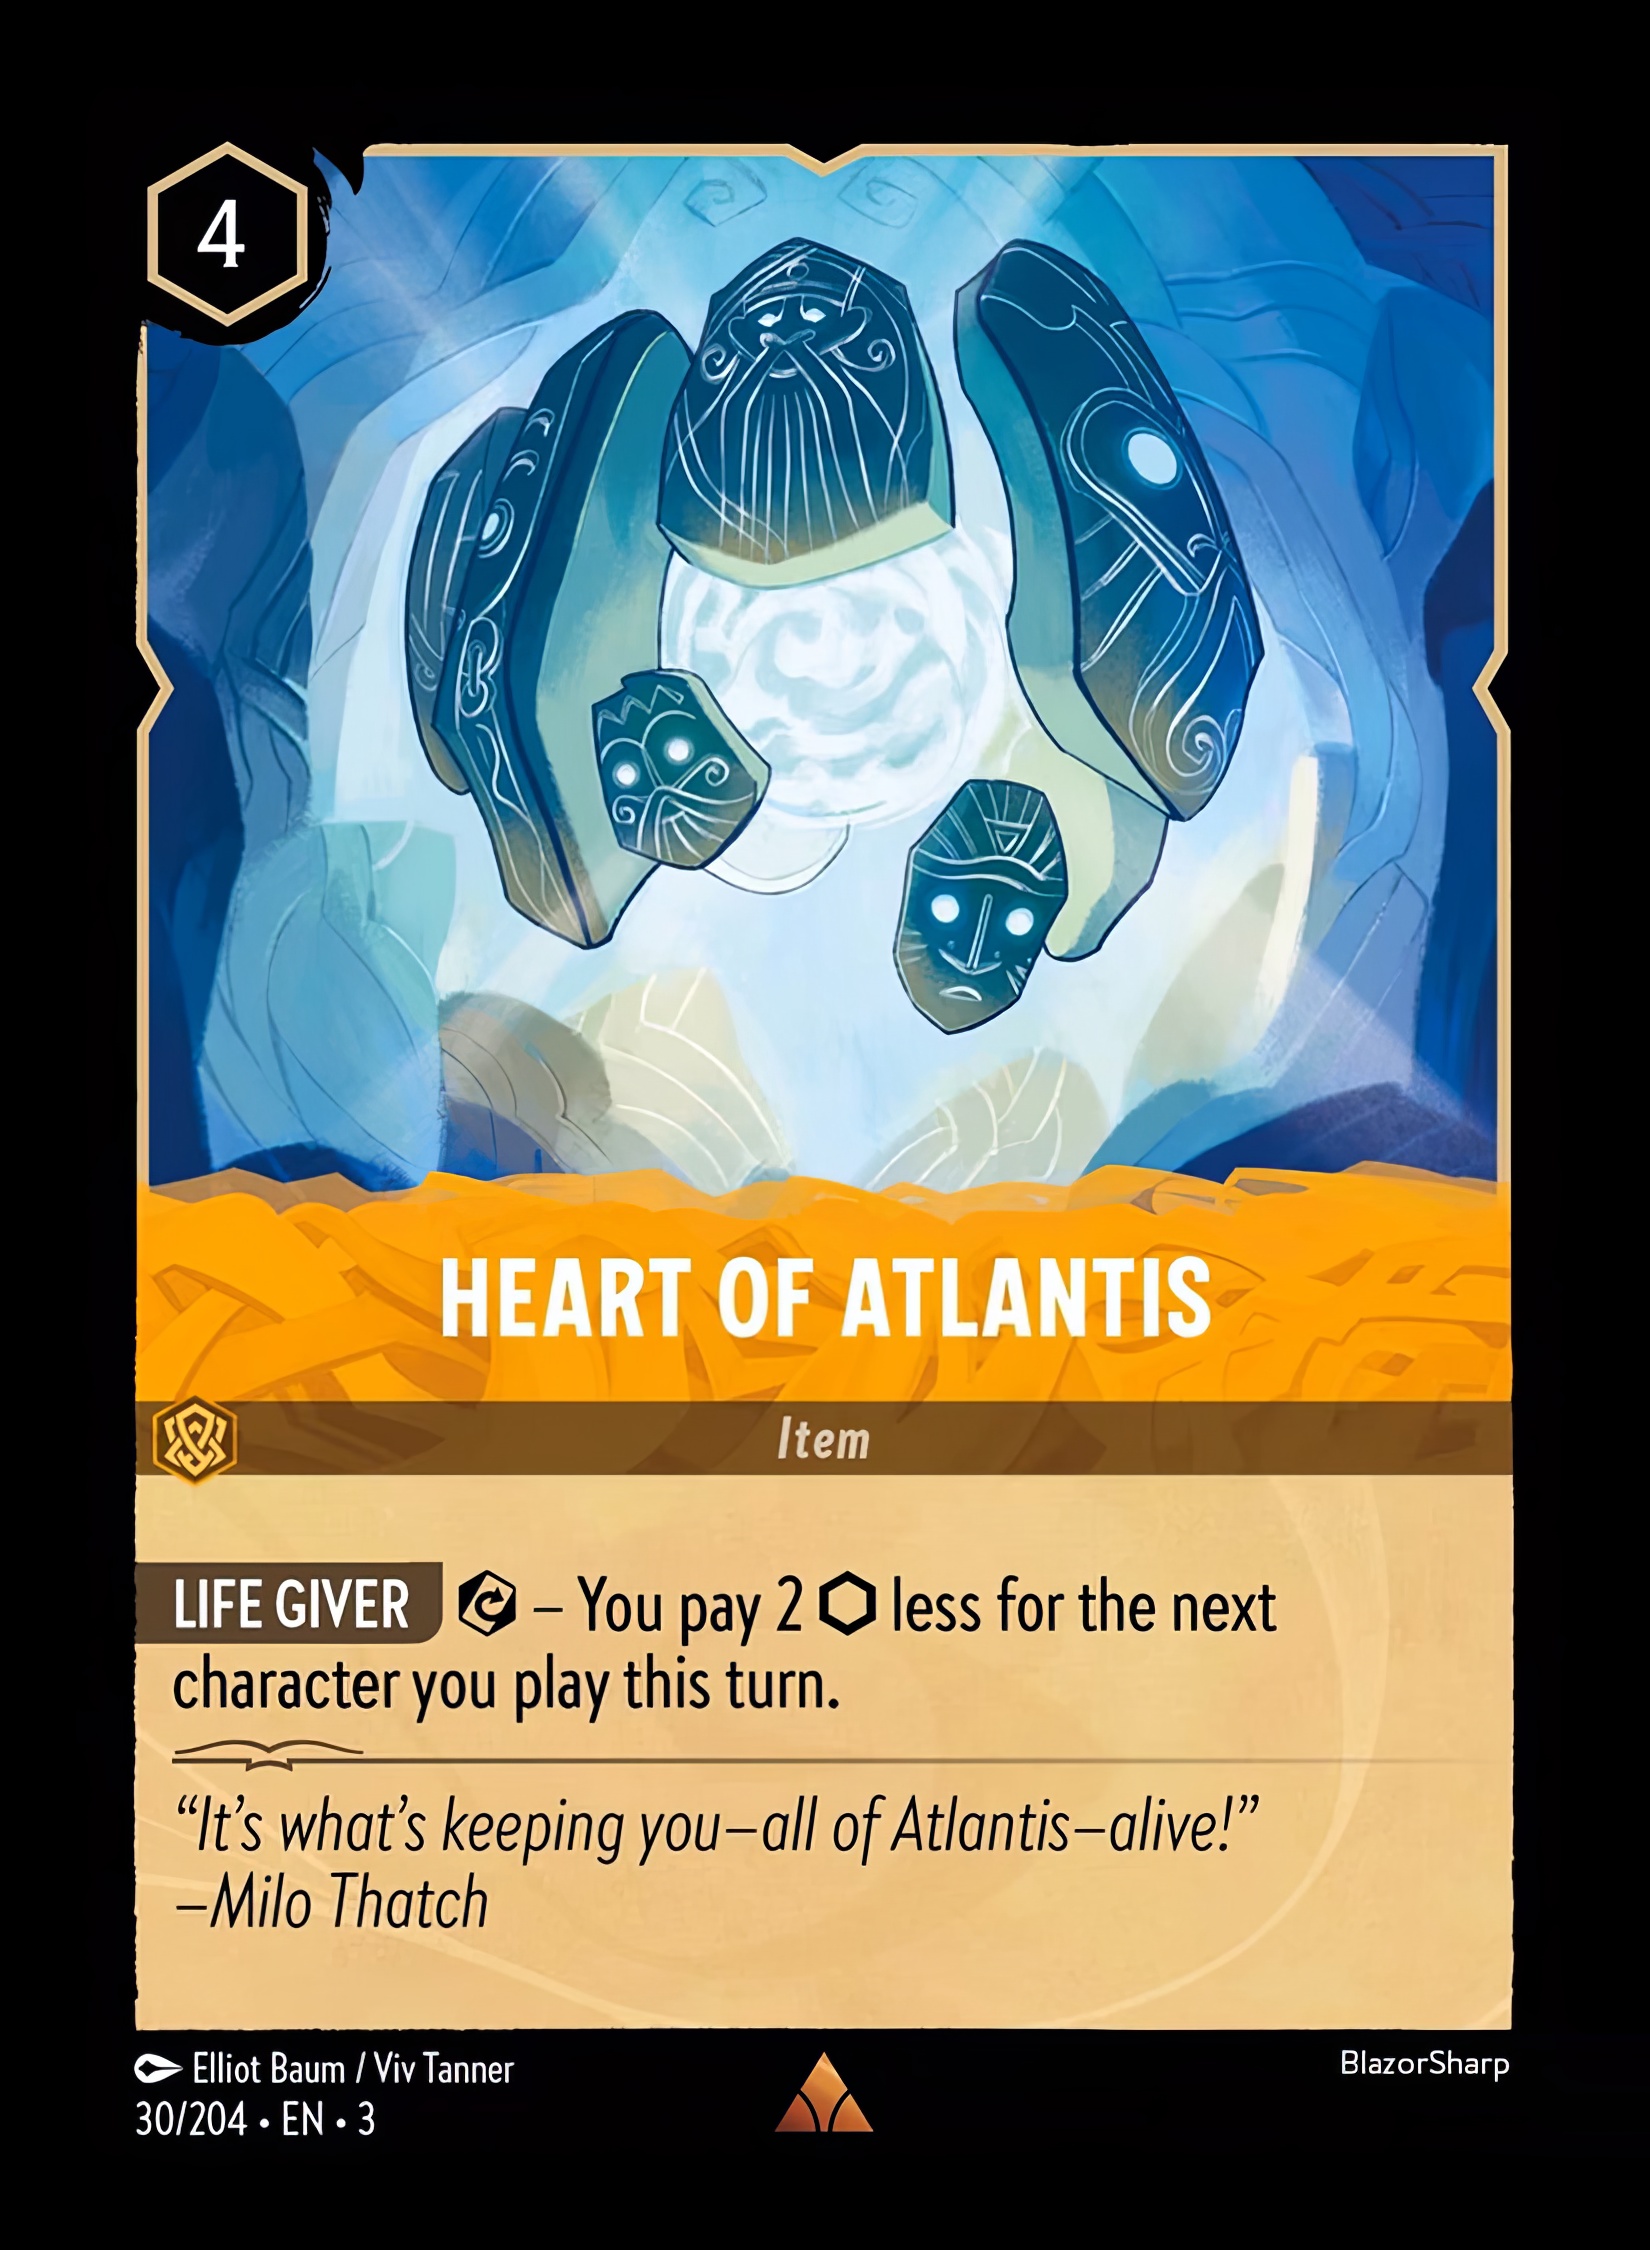 4
HEART OF ATLANTIS
Item
LIFE GIVER – You pay 2 less for the next
character you play this turn.
“It’s what’s keeping you—all of Atlantis—alive!”
—Milo Thatch
Elliot Baum / Viv Tanner
BlazorSharp
30/204 • EN • 3